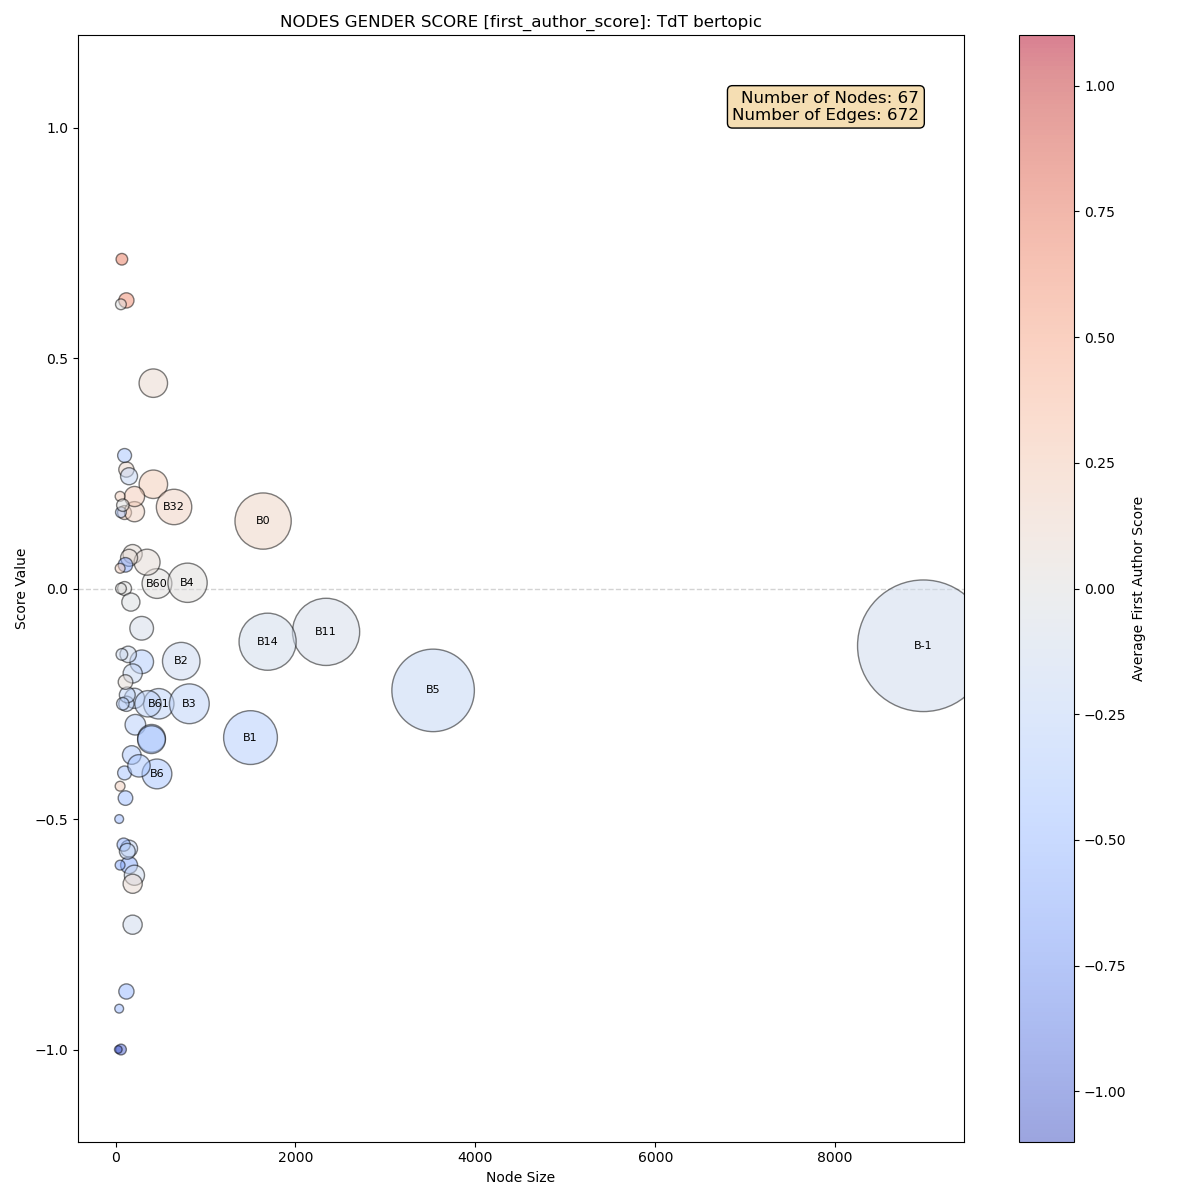 NODES GENDER SCORE [first_author_score]: TdT bertopic
Number of Nodes: 67
Number of Edges: 672
1.0
0.5
0.0
−0.5
−1.0
Score Value
B32
B0
B60
B4
B14
B11
B2
B-1
B61
B3
B5
B1
B6
0
2000
4000
6000
8000
Node Size
1.00
0.75
0.50
0.25
0.00
−0.25
−0.50
−0.75
−1.00
Average First Author Score